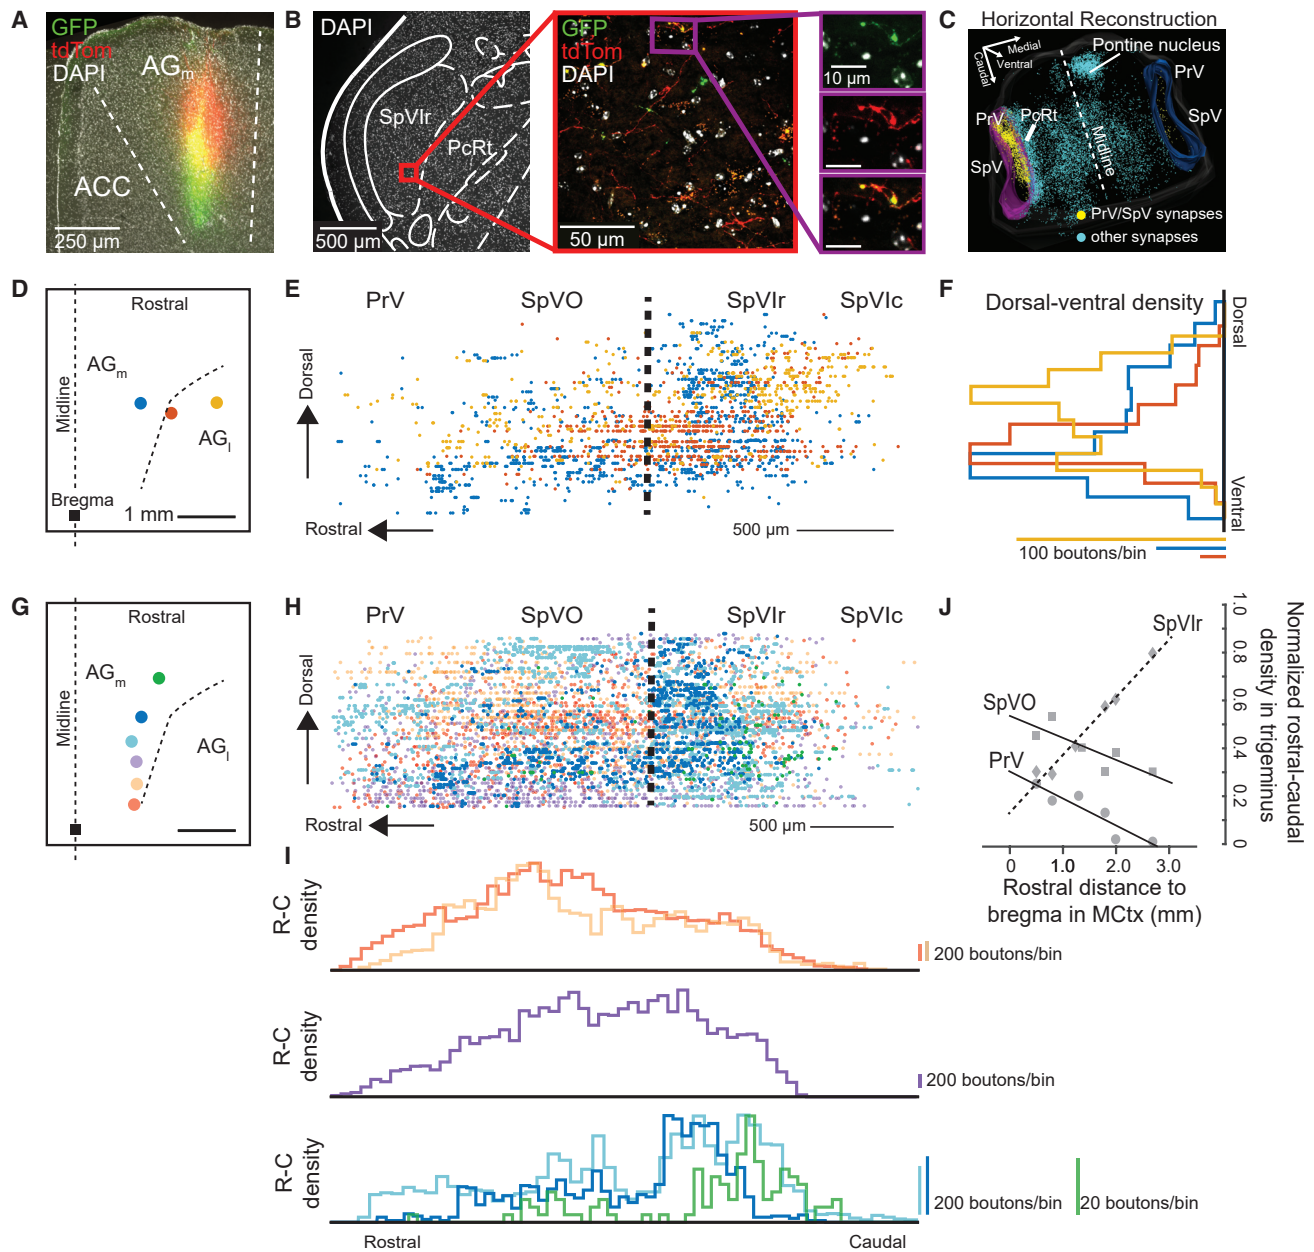 A
GFP
tdTom
DAPI
AGm
ACC
250 µm
B
DAPI
SpVIr
PcRt
500 µm
GFP
tdTom
DAPI
50 µm
10 µm
C
Horizontal Reconstruction
Medial
Ventral
Caudal
Pontine nucleus
PrV
SpV
PrV
PcRt
SpV
Midline
PrV/SpV synapses
other synapses
D
Rostral
AGm
Midline
AGl
Bregma
1 mm
E
PrV
SpVO
SpVIr
SpVIc
Dorsal
Rostral
500 µm
F
Dorsal-ventral density
Dorsal
Ventral
100 boutons/bin
G
Rostral
AGm
Midline
AGl
H
PrV
SpVO
SpVIr
SpVIc
Dorsal
Rostral
500 µm
I
R-C
density
200 boutons/bin
R-C
density
200 boutons/bin
R-C
density
200 boutons/bin
20 boutons/bin
Rostral
Caudal
J
SpVIr
SpVO
PrV
1.0
0.8
0.6
0.4
0.2
0
Normalized rostral-caudal
density in trigeminus
0
1.0
2.0
3.0
Rostral distance to
bregma in MCtx (mm)